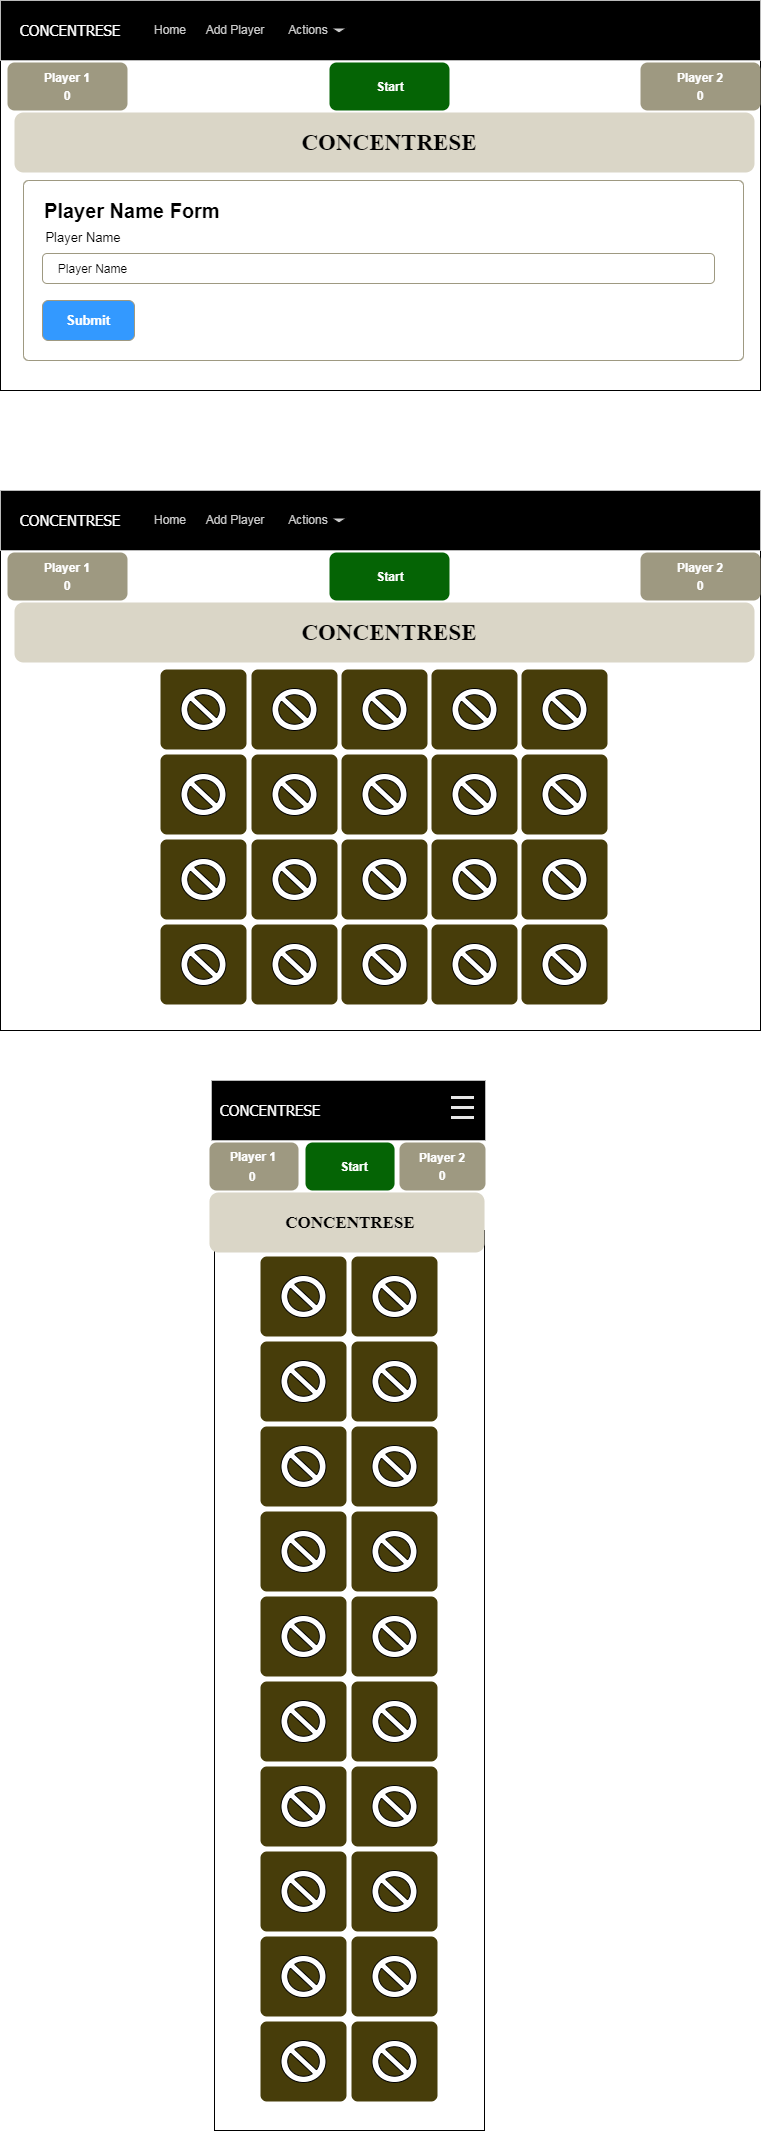 CONCENTRESE Home Add Player Actions
Player 1 Start Player 2
0 0
CONCENTRESE
Player Name Form
Player Name
Player Name
Submit
CONCENTRESE Home Add Player Actions
Player 1 Start Player 2
0 0
CONCENTRESE
CONCENTRESE
Player 1 Start Player 2
0 0
CONCENTRESE